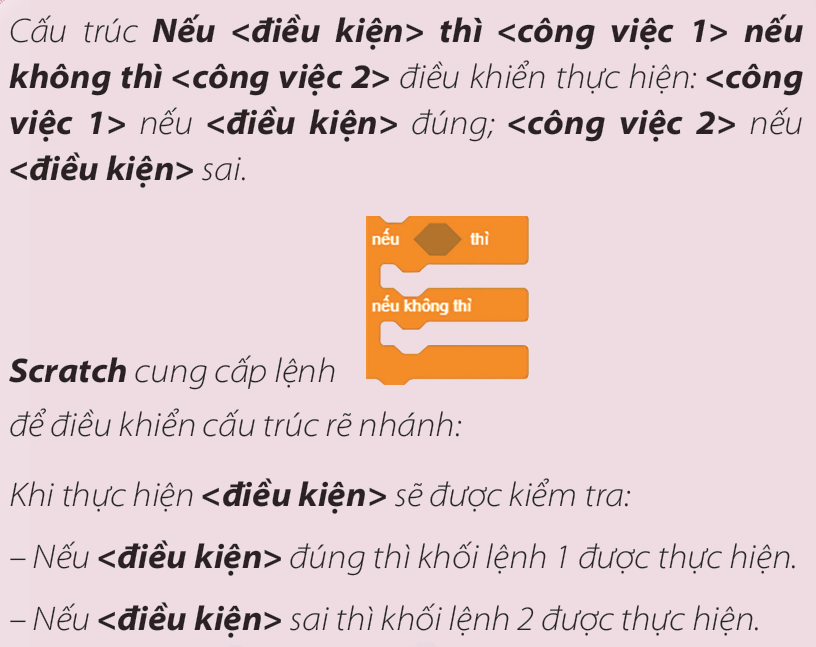 Cấu trúc Nếu <điều kiện> thì <công việc 1> nếu
không thì <công việc 2> điều khiển thực hiện: <công
việc 1> nếu <điều kiện> đúng; <công việc 2> nếu
<điều kiện> sai.
nếu thì
nếu không thì
Scratch cung cấp lệnh
để điều khiển cấu trúc rẽ nhánh:
Khi thực hiện <điều kiện> sẽ được kiểm tra:
– Nếu <điều kiện> đúng thì khối lệnh 1 được thực hiện.
– Nếu <điều kiện> sai thì khối lệnh 2 được thực hiện.